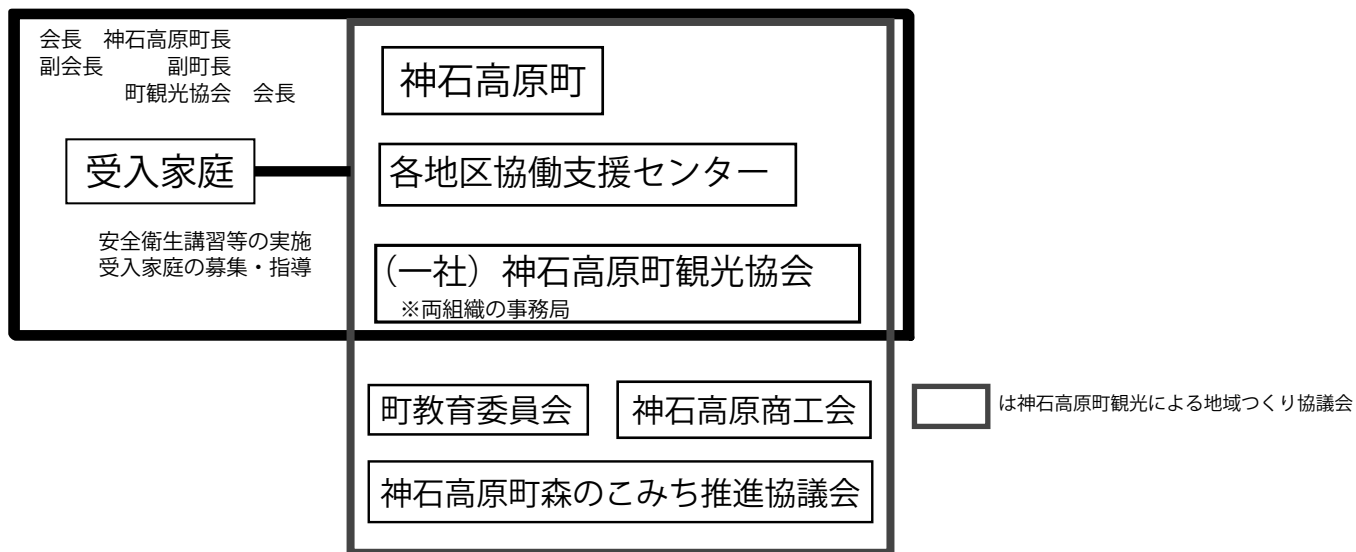 会長　神石高原町長
副会長　　　副町長
町観光協会　会長
神石高原町
受入家庭
各地区協働支援センター
安全衛生講習等の実施
受入家庭の募集・指導
（一社）神石高原町観光協会
※両組織の事務局
町教育委員会
神石高原商工会
は神石高原町観光による地域つくり協議会
神石高原町森のこみち推進協議会